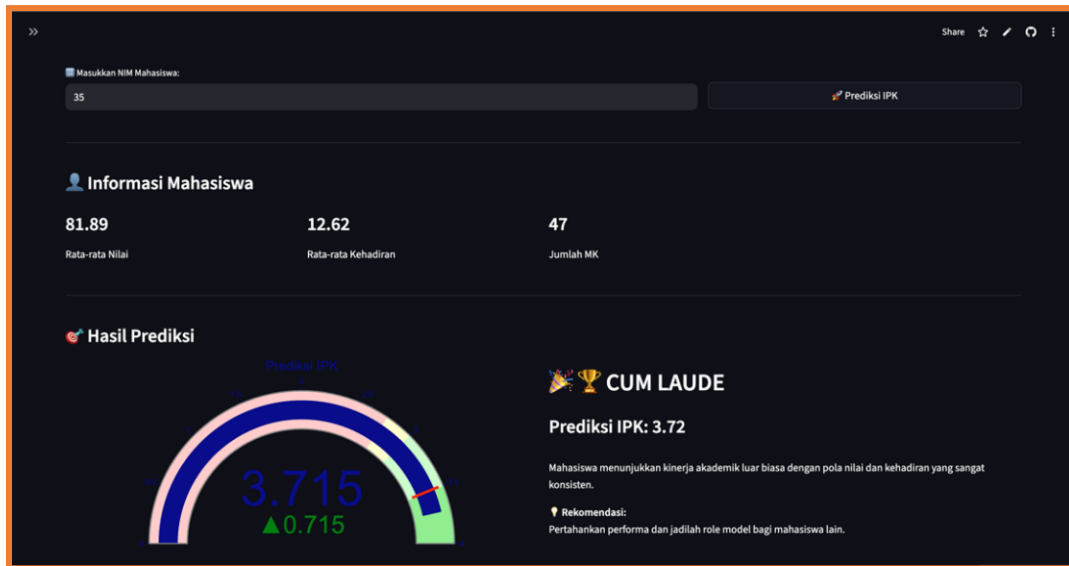 Share
Masukkan NIM Mahasiswa:
35
Prediksi IPK
Informasi Mahasiswa
81.89
12.62
47
Rata-rata Nilai
Rata-rata Kehadiran
Jumlah MK
Hasil Prediksi
Prediksi IPK
3.715
▲0.715
CUM LAUDE
Prediksi IPK: 3.72
Mahasiswa menunjukkan kinerja akademik luar biasa dengan pola nilai dan kehadiran yang sangat
konsisten.
Rekomendasi:
Pertahankan performa dan jadilah role model bagi mahasiswa lain.